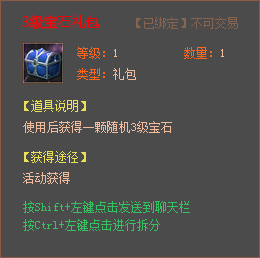 3级宝石礼包 【已绑定】不可交易
等级：1 数量：1
类型：礼包
【道具说明】
使用后获得一颗随机3级宝石
【获得途径】
活动获得
按Shift+左键点击发送到聊天栏
按Ctrl+左键点击进行拆分